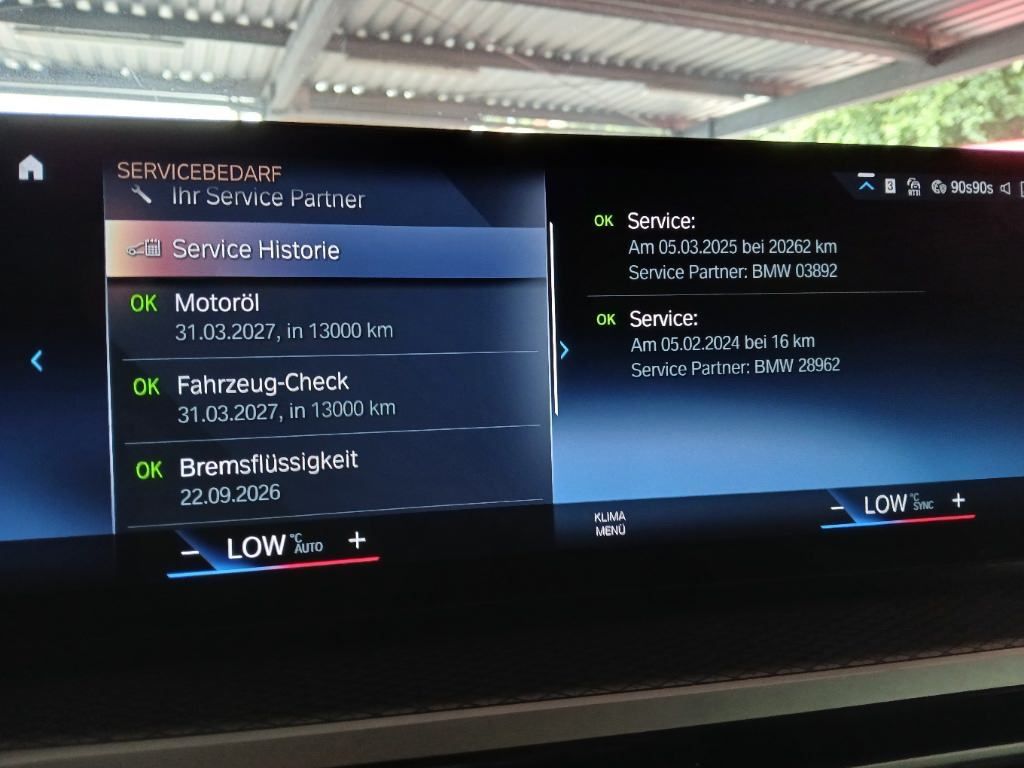 SERVICEBEDARF
Ihr Service Partner
Service Historie
OK Motoröl
31.03.2027, in 13000 km
OK Fahrzeug-Check
31.03.2027, in 13000 km
OK Bremsflüssigkeit
22.09.2026
3 RTTI 90s90s
OK Service:
Am 05.03.2025 bei 20262 km
Service Partner: BMW 03892
OK Service:
Am 05.02.2024 bei 16 km
Service Partner: BMW 28962
− LOW °C AUTO +
KLIMA
MENÜ
− LOW °C SYNC +